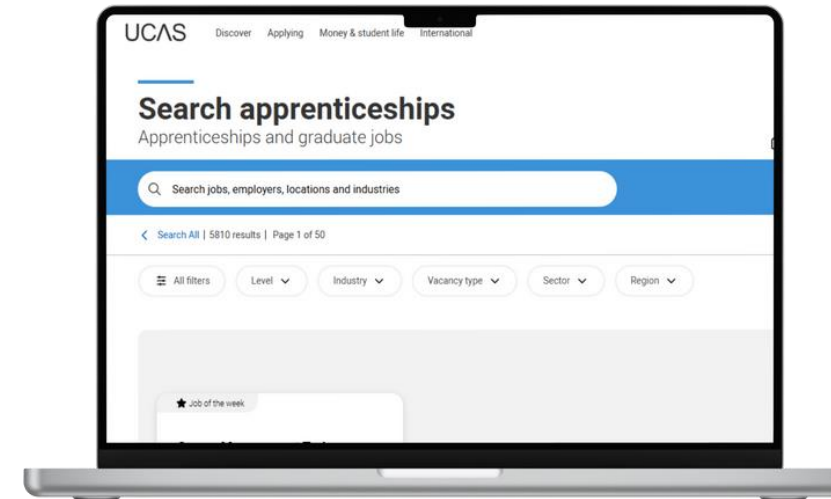 UCAS Discover Applying Money & student life International
Search apprenticeships
Apprenticeships and graduate jobs
Search jobs, employers, locations and industries
Search All | 5810 results | Page 1 of 50
All filters Level Industry Vacancy type Sector Region
Job of the week